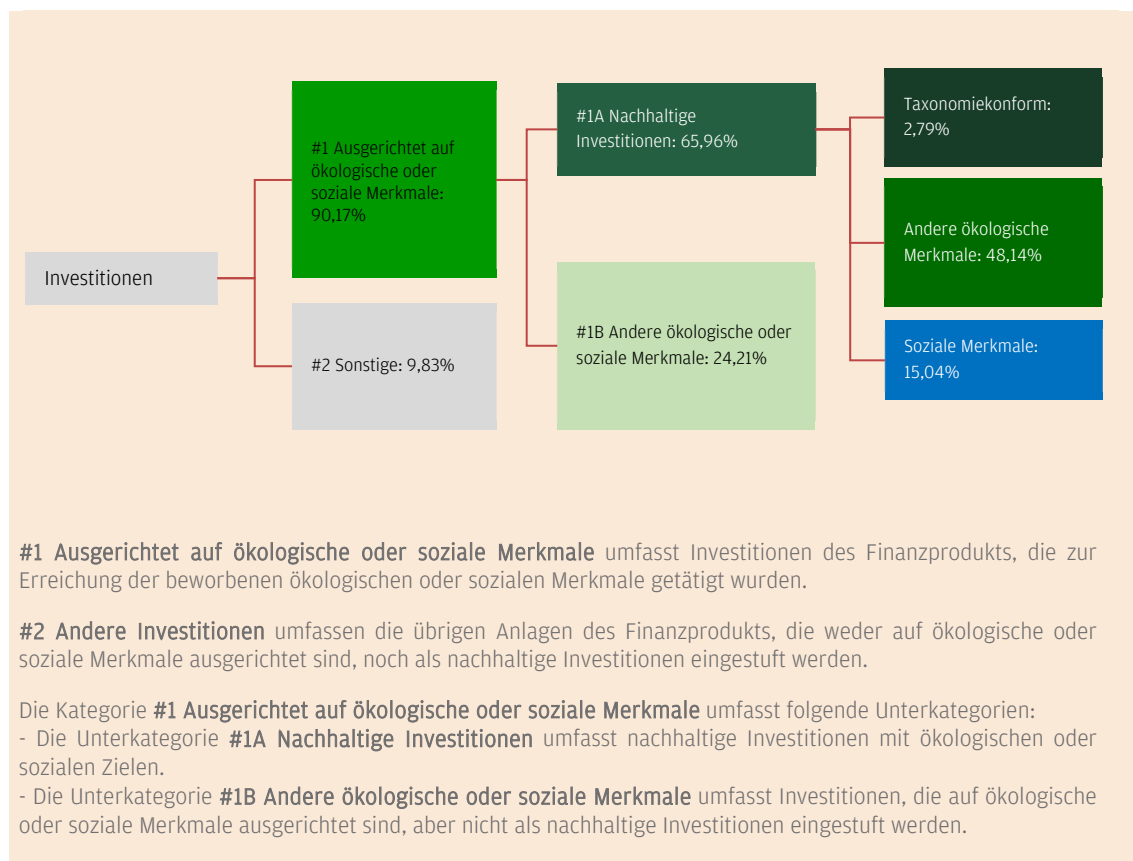 Investitionen
#1 Ausgerichtet auf
ökologische oder
soziale Merkmale:
90,17%
#2 Sonstige: 9,83%
#1A Nachhaltige
Investitionen: 65,96%
#1B Andere ökologische oder
soziale Merkmale: 24,21%
Taxonomiekonform:
2,79%
Andere ökologische
Merkmale: 48,14%
Soziale Merkmale:
15,04%
#1 Ausgerichtet auf ökologische oder soziale Merkmale umfasst Investitionen des Finanzprodukts, die zur
Erreichung der beworbenen ökologischen oder sozialen Merkmale getätigt wurden.
#2 Andere Investitionen umfassen die übrigen Anlagen des Finanzprodukts, die weder auf ökologische oder
soziale Merkmale ausgerichtet sind, noch als nachhaltige Investitionen eingestuft werden.
Die Kategorie #1 Ausgerichtet auf ökologische oder soziale Merkmale umfasst folgende Unterkategorien:
- Die Unterkategorie #1A Nachhaltige Investitionen umfasst nachhaltige Investitionen mit ökologischen oder
sozialen Zielen.
- Die Unterkategorie #1B Andere ökologische oder soziale Merkmale umfasst Investitionen, die auf ökologische
oder soziale Merkmale ausgerichtet sind, aber nicht als nachhaltige Investitionen eingestuft werden.